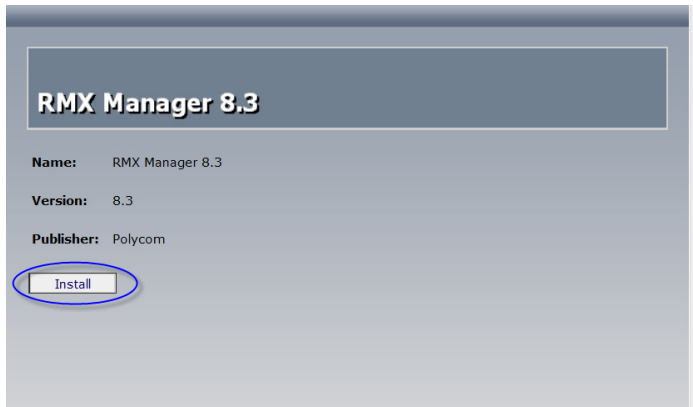 RMX Manager 8.3
Name: RMX Manager 8.3
Version: 8.3
Publisher: Polycom
Install